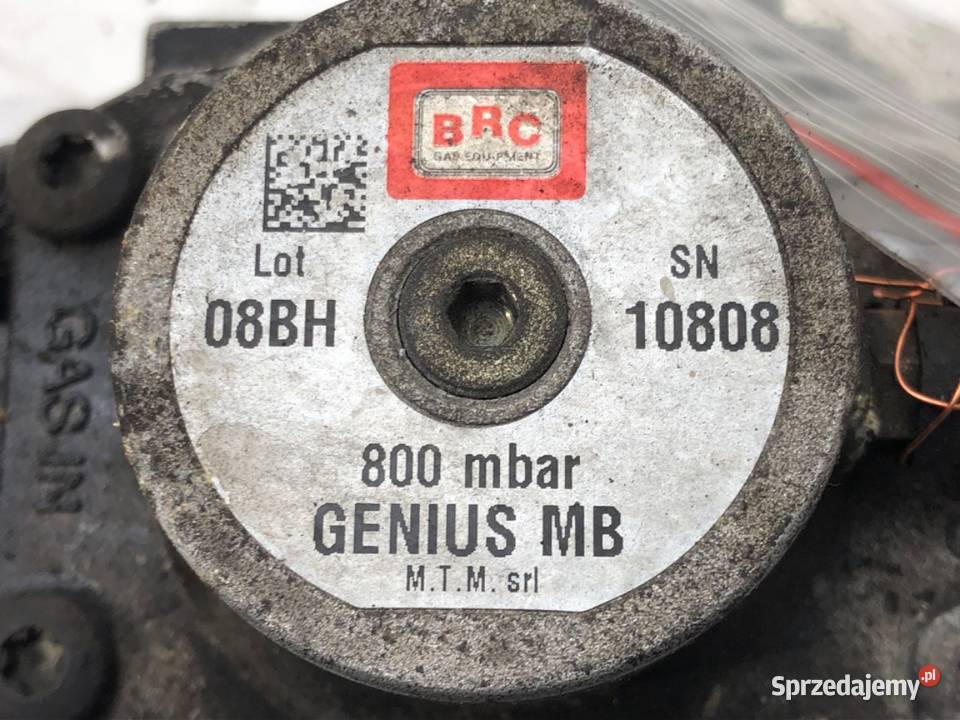 BRC
GAS EQUIPMENT
Lot
08BH
SN
10808
800 mbar
GENIUS MB
M.T.M. srl
GAS IN
Sprzedajemy.pl